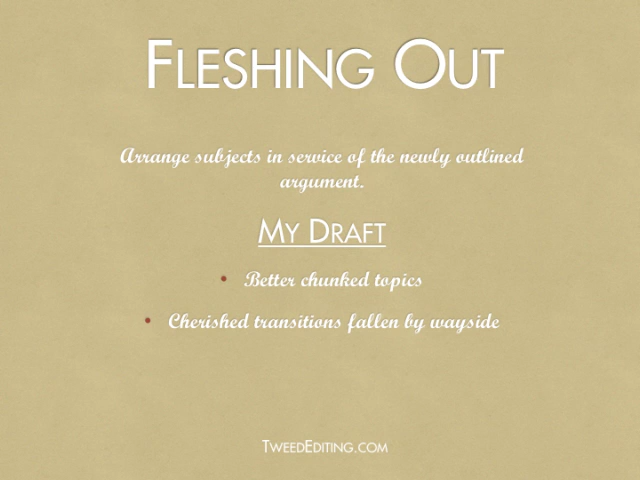 Fleshing Out
Arrange subjects in service of the newly outlined
argument.
My Draft
• Better chunked topics
• Cherished transitions fallen by wayside
TweedEditing.com